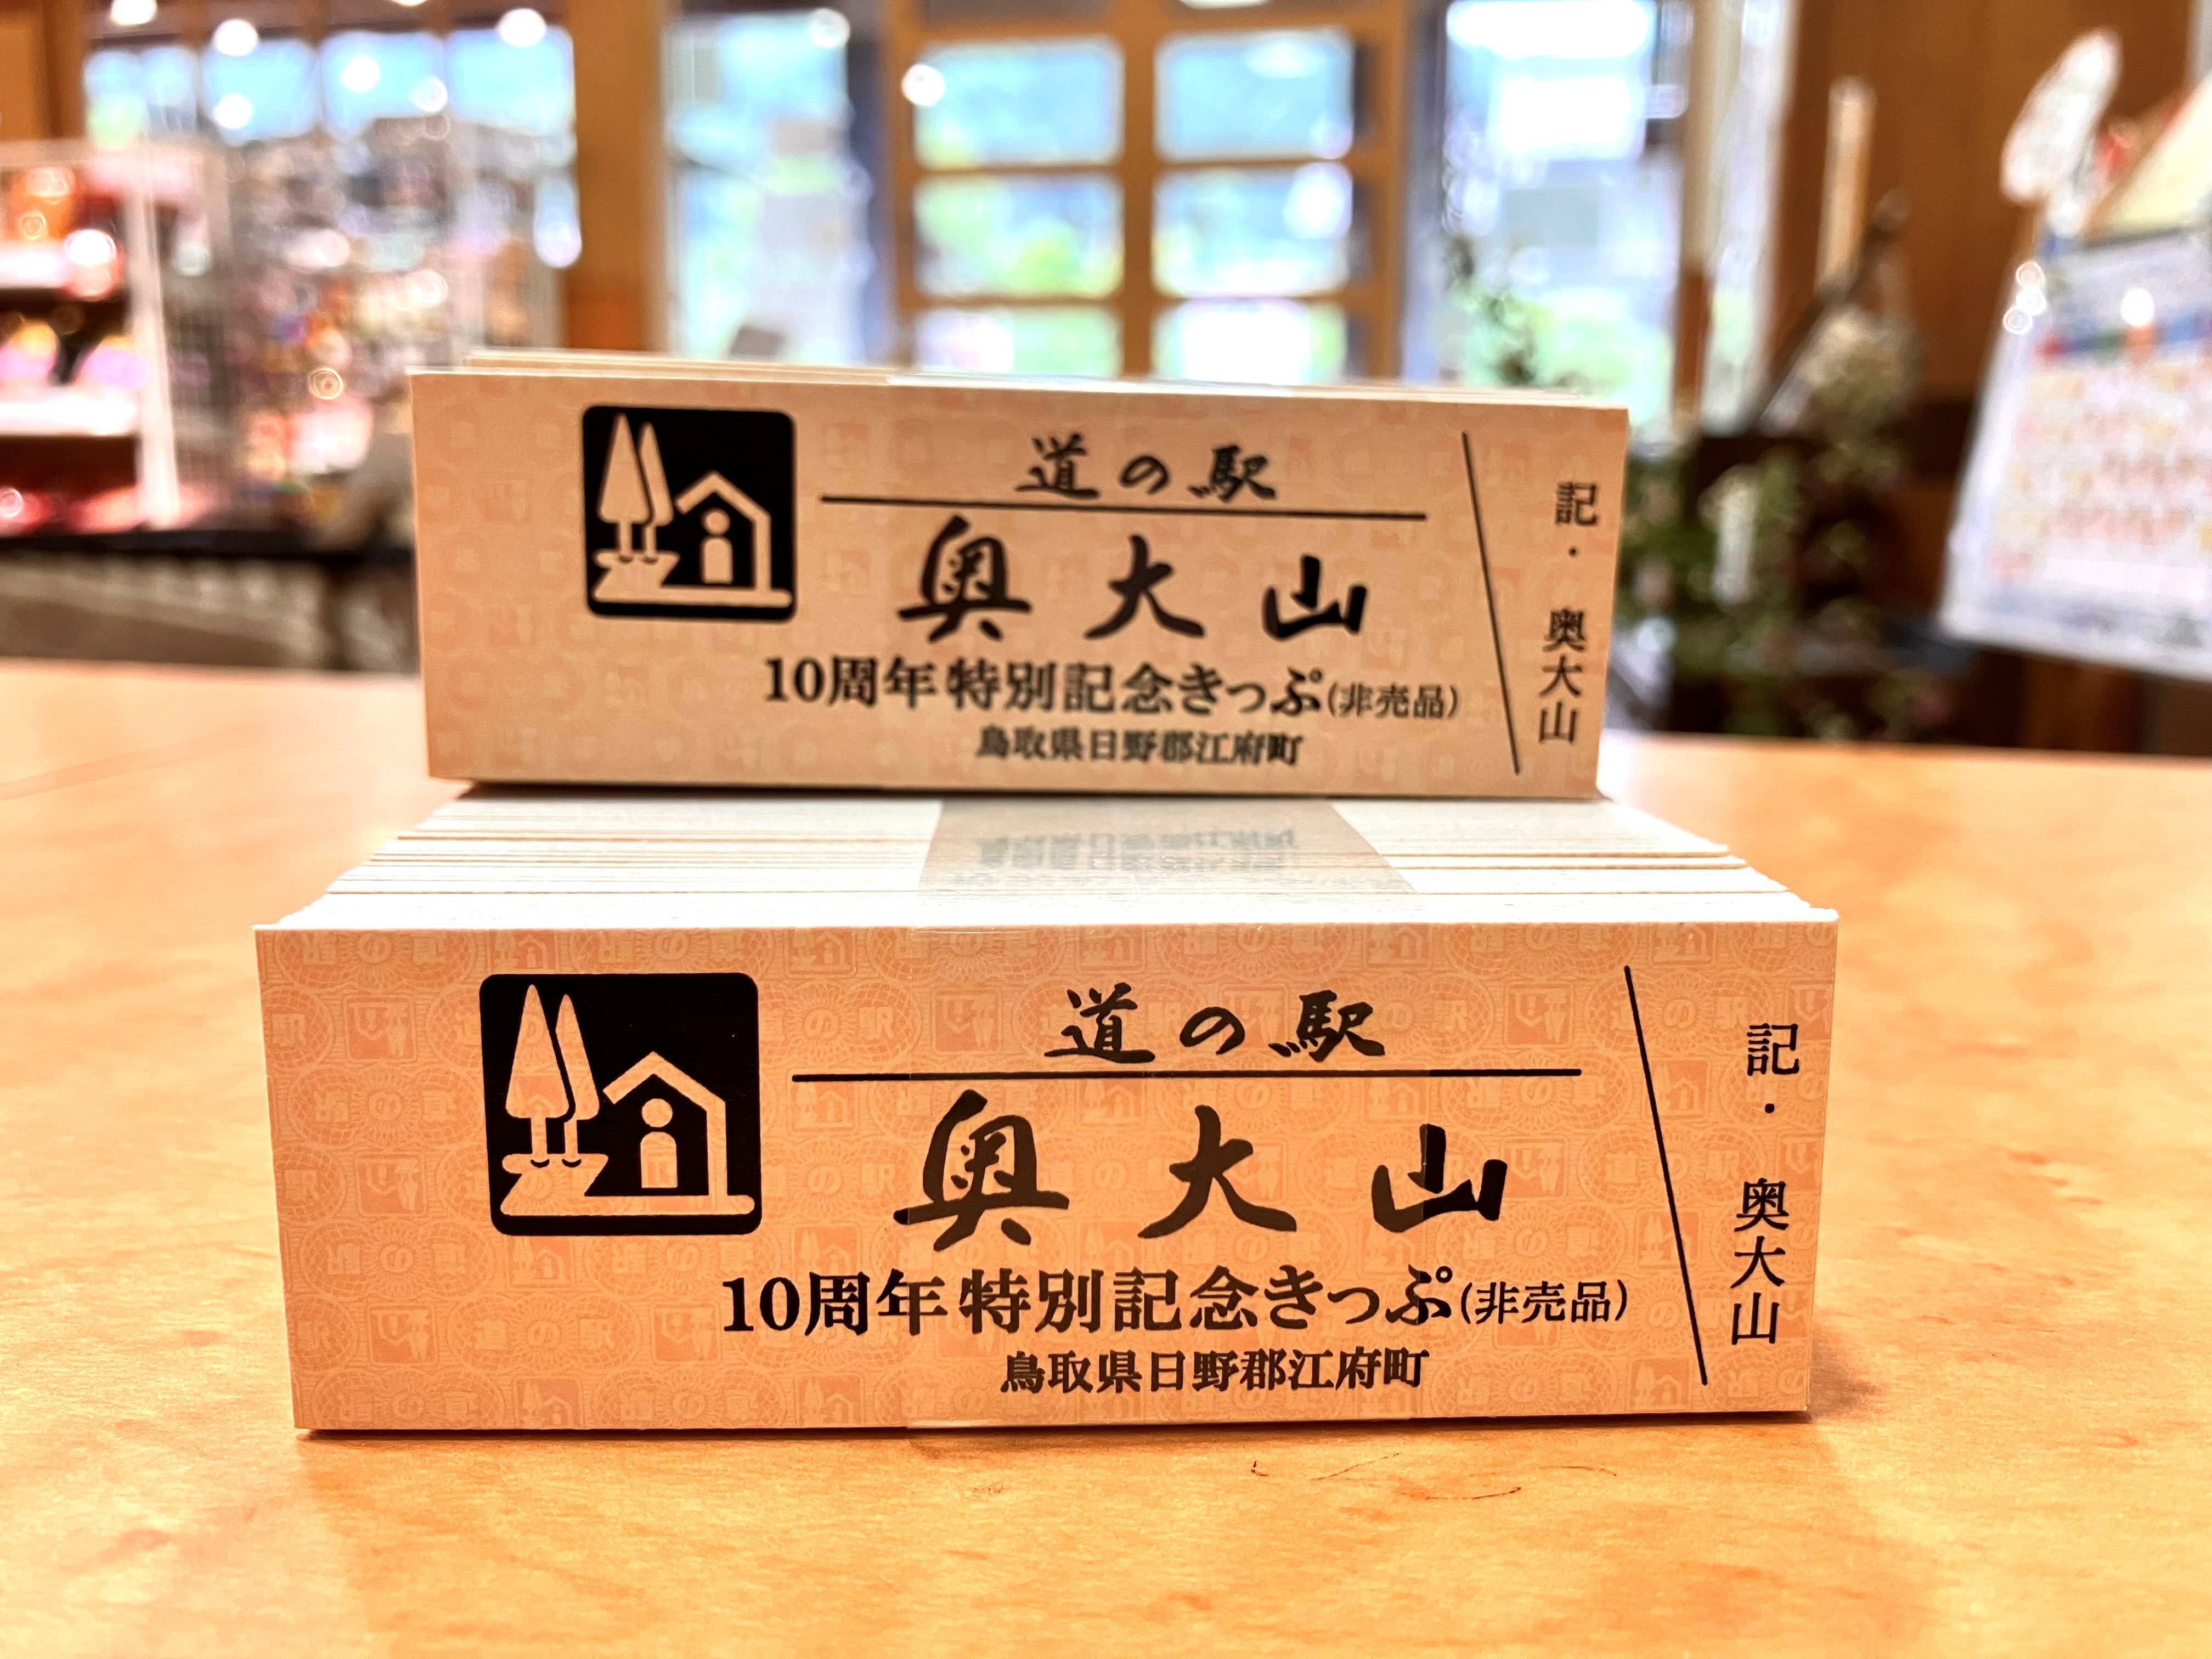 道の駅
奥大山
10周年特別記念きっぷ(非売品)
鳥取県日野郡江府町
記・奥大山
道の駅
奥大山
10周年特別記念きっぷ(非売品)
鳥取県日野郡江府町
記・奥大山